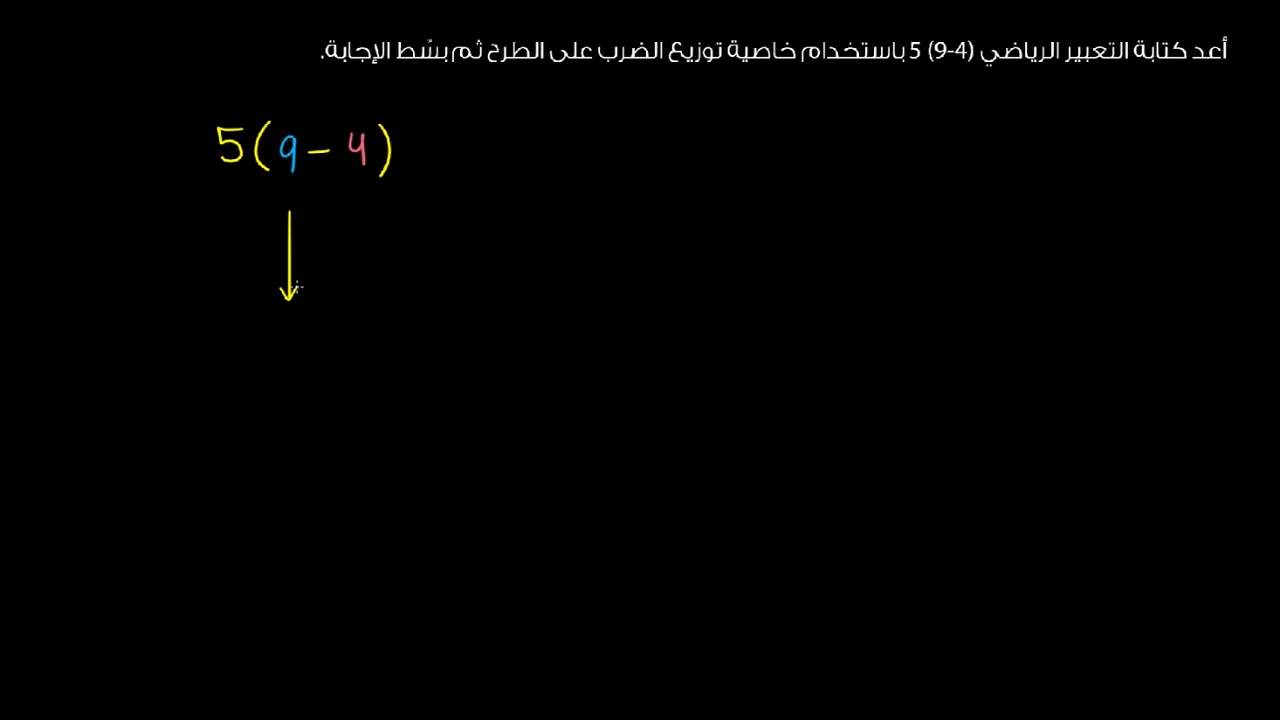 أعد كتابة التعبير الرياضي (4-9) 5 باستخدام خاصية توزيع الضرب على الطرح ثم بسّط الإجابة.
5(9-4)